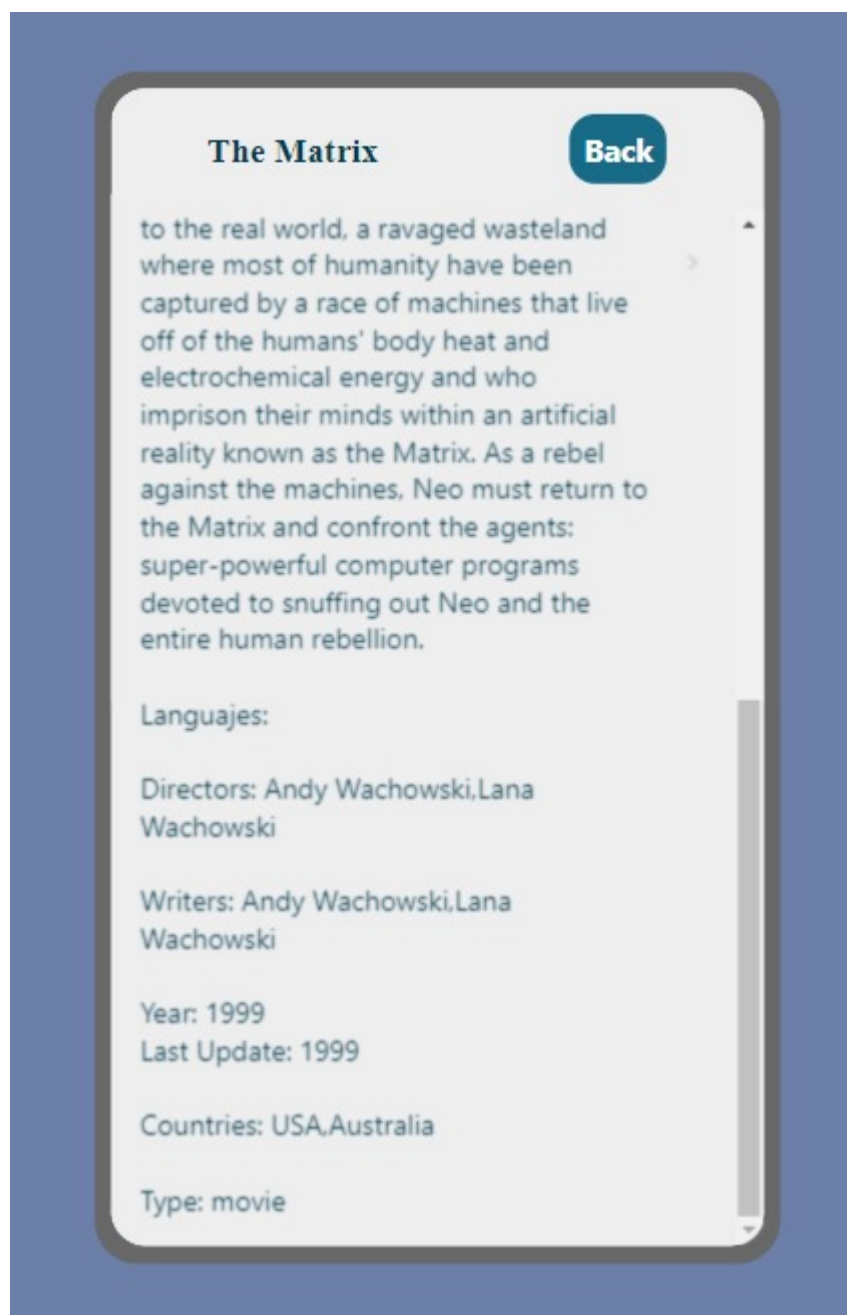 The Matrix
Back
to the real world, a ravaged wasteland
where most of humanity have been
captured by a race of machines that live
off of the humans' body heat and
electrochemical energy and who
imprison their minds within an artificial
reality known as the Matrix. As a rebel
against the machines, Neo must return to
the Matrix and confront the agents:
super-powerful computer programs
devoted to snuffing out Neo and the
entire human rebellion.
Languajes:
Directors: Andy Wachowski,Lana
Wachowski
Writers: Andy Wachowski,Lana
Wachowski
Year: 1999
Last Update: 1999
Countries: USA,Australia
Type: movie